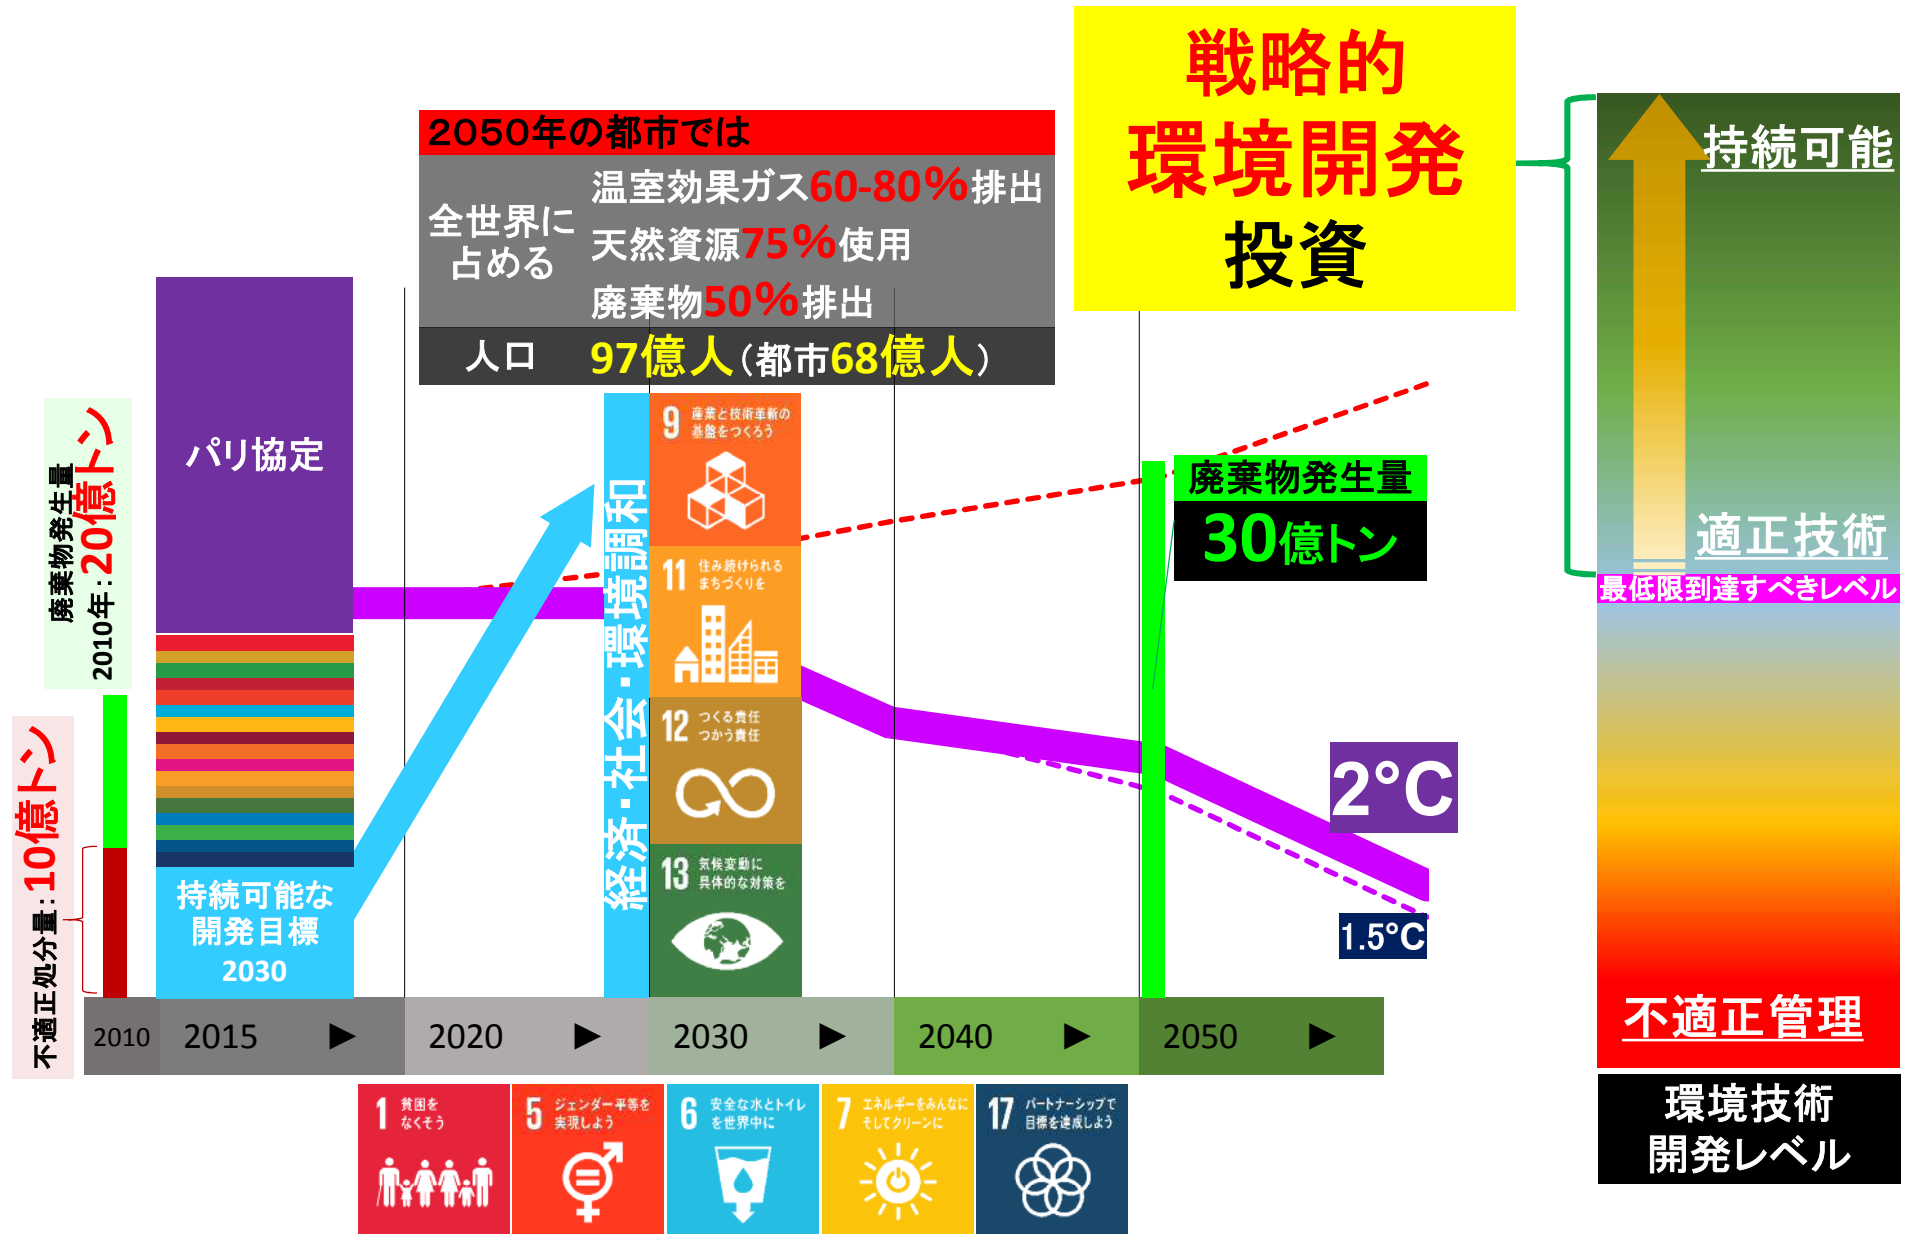 戦略的
環境開発
投資
2050年の都市では
全世界に
占める
温室効果ガス60-80%排出
天然資源75%使用
廃棄物50%排出
人口
97億人(都市68億人)
持続可能
適正技術
最低限到達すべきレベル
不適正管理
環境技術
開発レベル
パリ協定
廃棄物発生量
2010年:20億トン
不適正処分量:10億トン
持続可能な
開発目標
2030
経済・社会・環境調和
9 産業と技術革新の
基盤をつくろう
11 住み続けられる
まちづくりを
12 つくる責任
つかう責任
13 気候変動に
具体的な対策を
廃棄物発生量
30億トン
2°C
1.5°C
2010 2015 ▶ 2020 ▶ 2030 ▶ 2040 ▶ 2050 ▶
1 貧困を
なくそう
5 ジェンダー平等を
実現しよう
6 安全な水とトイレ
を世界中に
7 エネルギーをみんなに
そしてクリーンに
17 パートナーシップで
目標を達成しよう